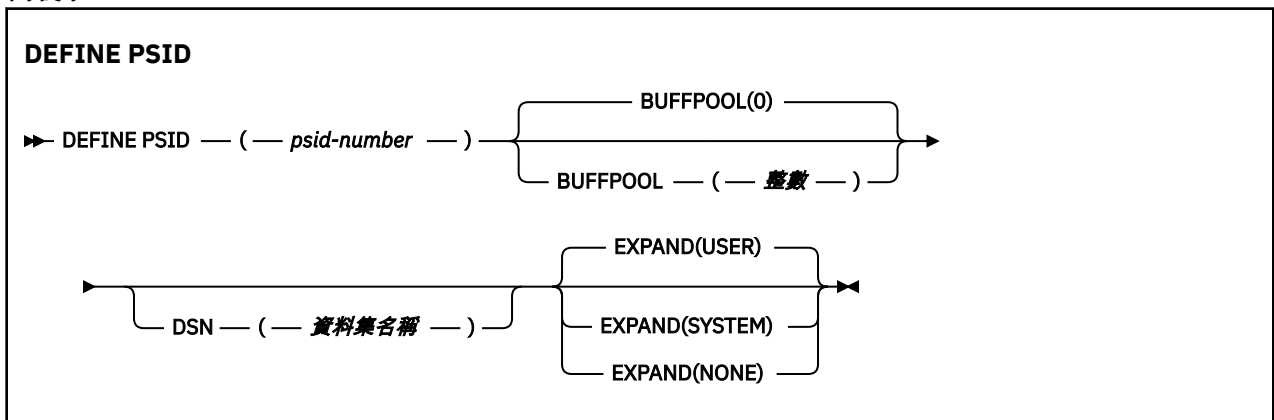 DEFINE PSID
BUFFPOOL(0)
DEFINE PSID ( psid-number )
BUFFPOOL ( 整數 )
EXPAND(USER)
DSN ( 資料集名稱 )
EXPAND(SYSTEM)
EXPAND(NONE)